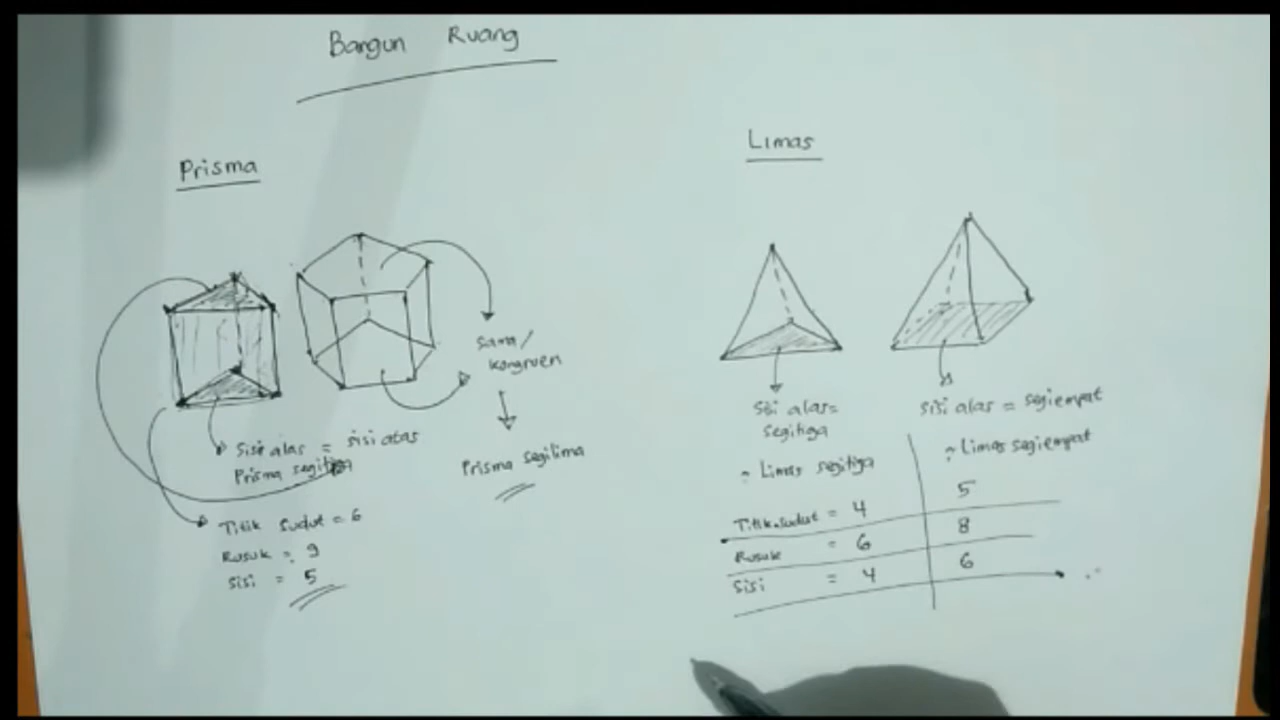 Bangun Ruang
Prisma
Sama/
kongruen
Prisma segilima
Sisi alas = sisi atas
Prisma segitiga
Titik sudut = 6
Rusuk = 9
Sisi = 5
Limas
Sisi alas =
segitiga
Sisi alas = segiempat
: Limas segitiga
: Limas segiempat
Titik sudut = 4 5
Rusuk = 6 8
Sisi = 4 6